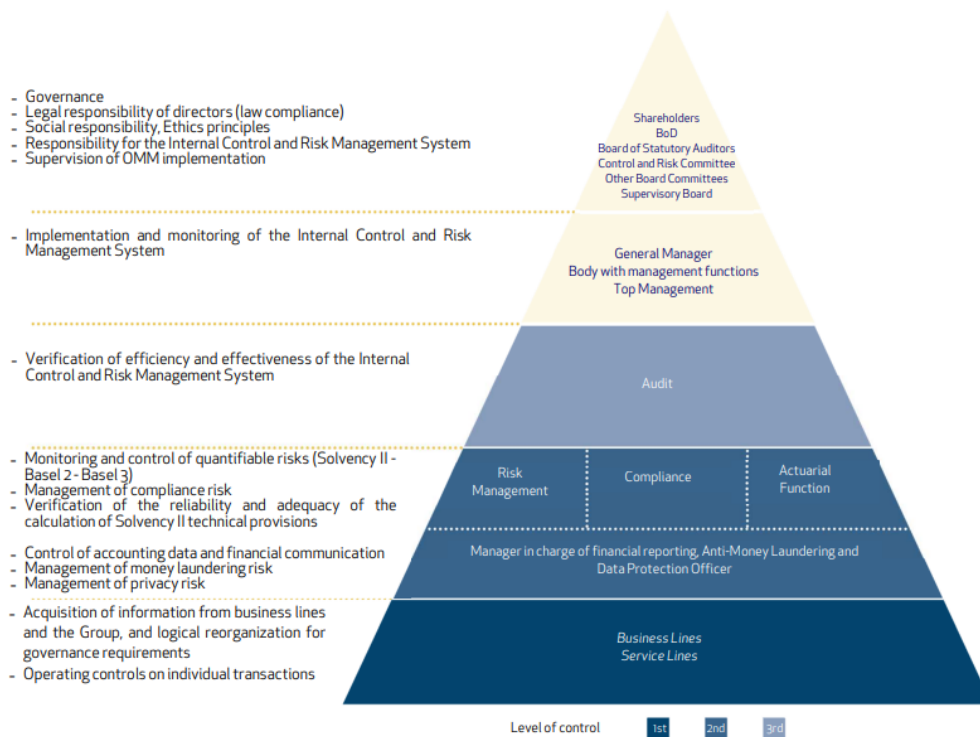 - Governance
- Legal responsibility of directors (law compliance)
- Social responsibility, Ethics principles
- Responsibility for the Internal Control and Risk Management System
- Supervision of OMM implementation
Shareholders
BoD
Board of Statutory Auditors
Control and Risk Committee
Other Board Committees
Supervisory Board
- Implementation and monitoring of the Internal Control and Risk
Management System
General Manager
Body with management functions
Top Management
- Verification of efficiency and effectiveness of the Internal
Control and Risk Management System
Audit
- Monitoring and control of quantifiable risks (Solvency II -
Basel 2 - Basel 3)
- Management of compliance risk
- Verification of the reliability and adequacy of the
calculation of Solvency II technical provisions
Risk
Management
Compliance
Actuarial
Function
- Control of accounting data and financial communication
- Management of money laundering risk
- Management of privacy risk
Manager in charge of financial reporting, Anti-Money Laundering and
Data Protection Officer
- Acquisition of information from business lines
and the Group, and logical reorganization for
governance requirements
- Operating controls on individual transactions
Business Lines
Service Lines
Level of control
1st
2nd
3rd